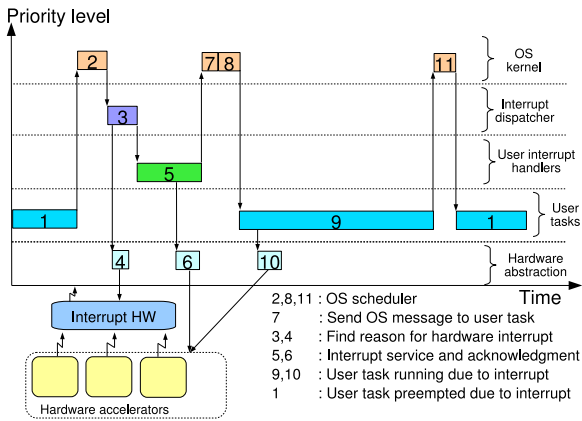 Priority level
2
7
8
11
OS
kernel
3
Interrupt
dispatcher
5
User interrupt
handlers
1
9
1
User
tasks
4
6
10
Hardware
abstraction
Time
Interrupt HW
Hardware accelerators
2,8,11 : OS scheduler
7 : Send OS message to user task
3,4 : Find reason for hardware interrupt
5,6 : Interrupt service and acknowledgment
9,10 : User task running due to interrupt
1 : User task preempted due to interrupt